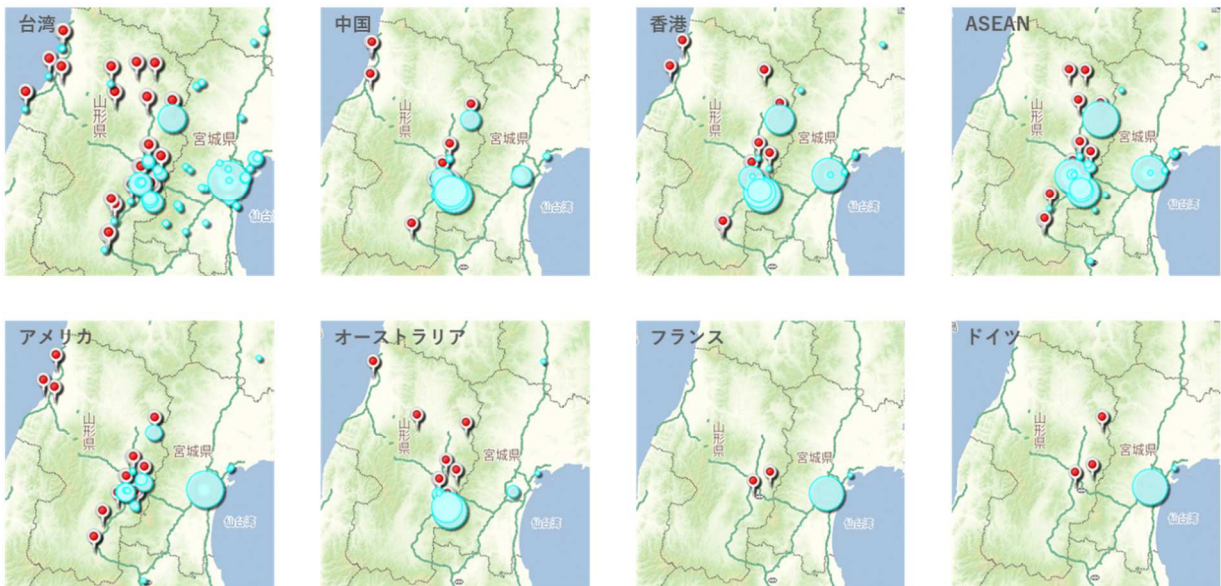 台湾
山形県
宮城県
仙台湾
中国
山形県
宮城県
仙台湾
香港
山形県
宮城県
仙台湾
ASEAN
山形県
宮城県
仙台湾
アメリカ
山形県
宮城県
仙台湾
オーストラリア
山形県
宮城県
仙台湾
フランス
山形県
宮城県
仙台湾
ドイツ
山形県
宮城県
仙台湾